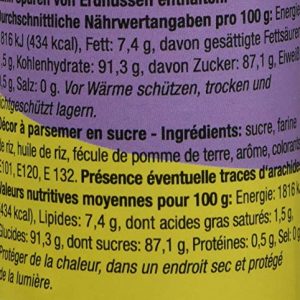 puren von Erdnüssen enthalten
Durchschnittliche Nährwertangaben pro 100 g:
816 kJ (434 kcal), Fett: 7,4 g, davon gesättigte Fettsäuren
,5 g, Kohlenhydrate: 91,3 g, davon Zucker: 87,1 g, Eiweiß
,5 g, Salz: 0 g. Vor Wärme schützen, trocken und
ichtgeschützt lagern.
Décor à parsemer en sucre - Ingrédients: sucre, farine
de riz, huile de riz, fécule de pomme de terre, arôme, colorants
E101, E120, E 132. Présence éventuelle traces d'arachides
Valeurs nutritives moyennes pour 100 g: Energie: 1816 k
(434 kcal), Lipides: 7,4 g, dont acides gras saturés: 1,5 g,
Glucides: 91,3 g, dont sucres: 87,1 g, Protéines: 0,5 g, Sel: 0
Protéger de la chaleur, dans un endroit sec et protégé
de la lumière.